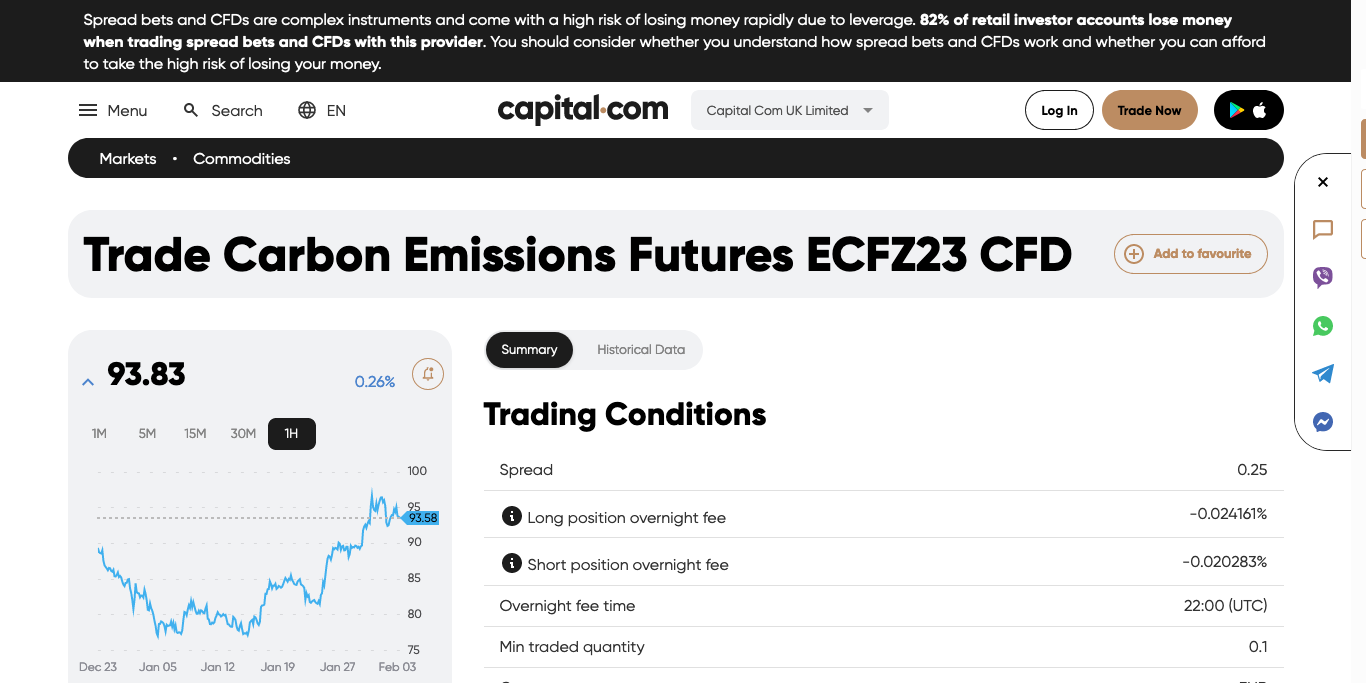 Spread bets and CFDs are complex instruments and come with a high risk of losing money rapidly due to leverage. 82% of retail investor accounts lose money
when trading spread bets and CFDs with this provider. You should consider whether you understand how spread bets and CFDs work and whether you can afford
to take the high risk of losing your money.
Menu
Search
EN
capital.com
Capital Com UK Limited
Log In
Trade Now
Markets • Commodities
Trade Carbon Emissions Futures ECFZ23 CFD
Add to favourite
93.83
0.26%
1M 5M 15M 30M 1H
100
95
93.58
90
85
80
75
Dec 23 Jan 05 Jan 12 Jan 19 Jan 27 Feb 03
Summary Historical Data
Trading Conditions
Spread 0.25
Long position overnight fee -0.024161%
Short position overnight fee -0.020283%
Overnight fee time 22:00 (UTC)
Min traded quantity 0.1